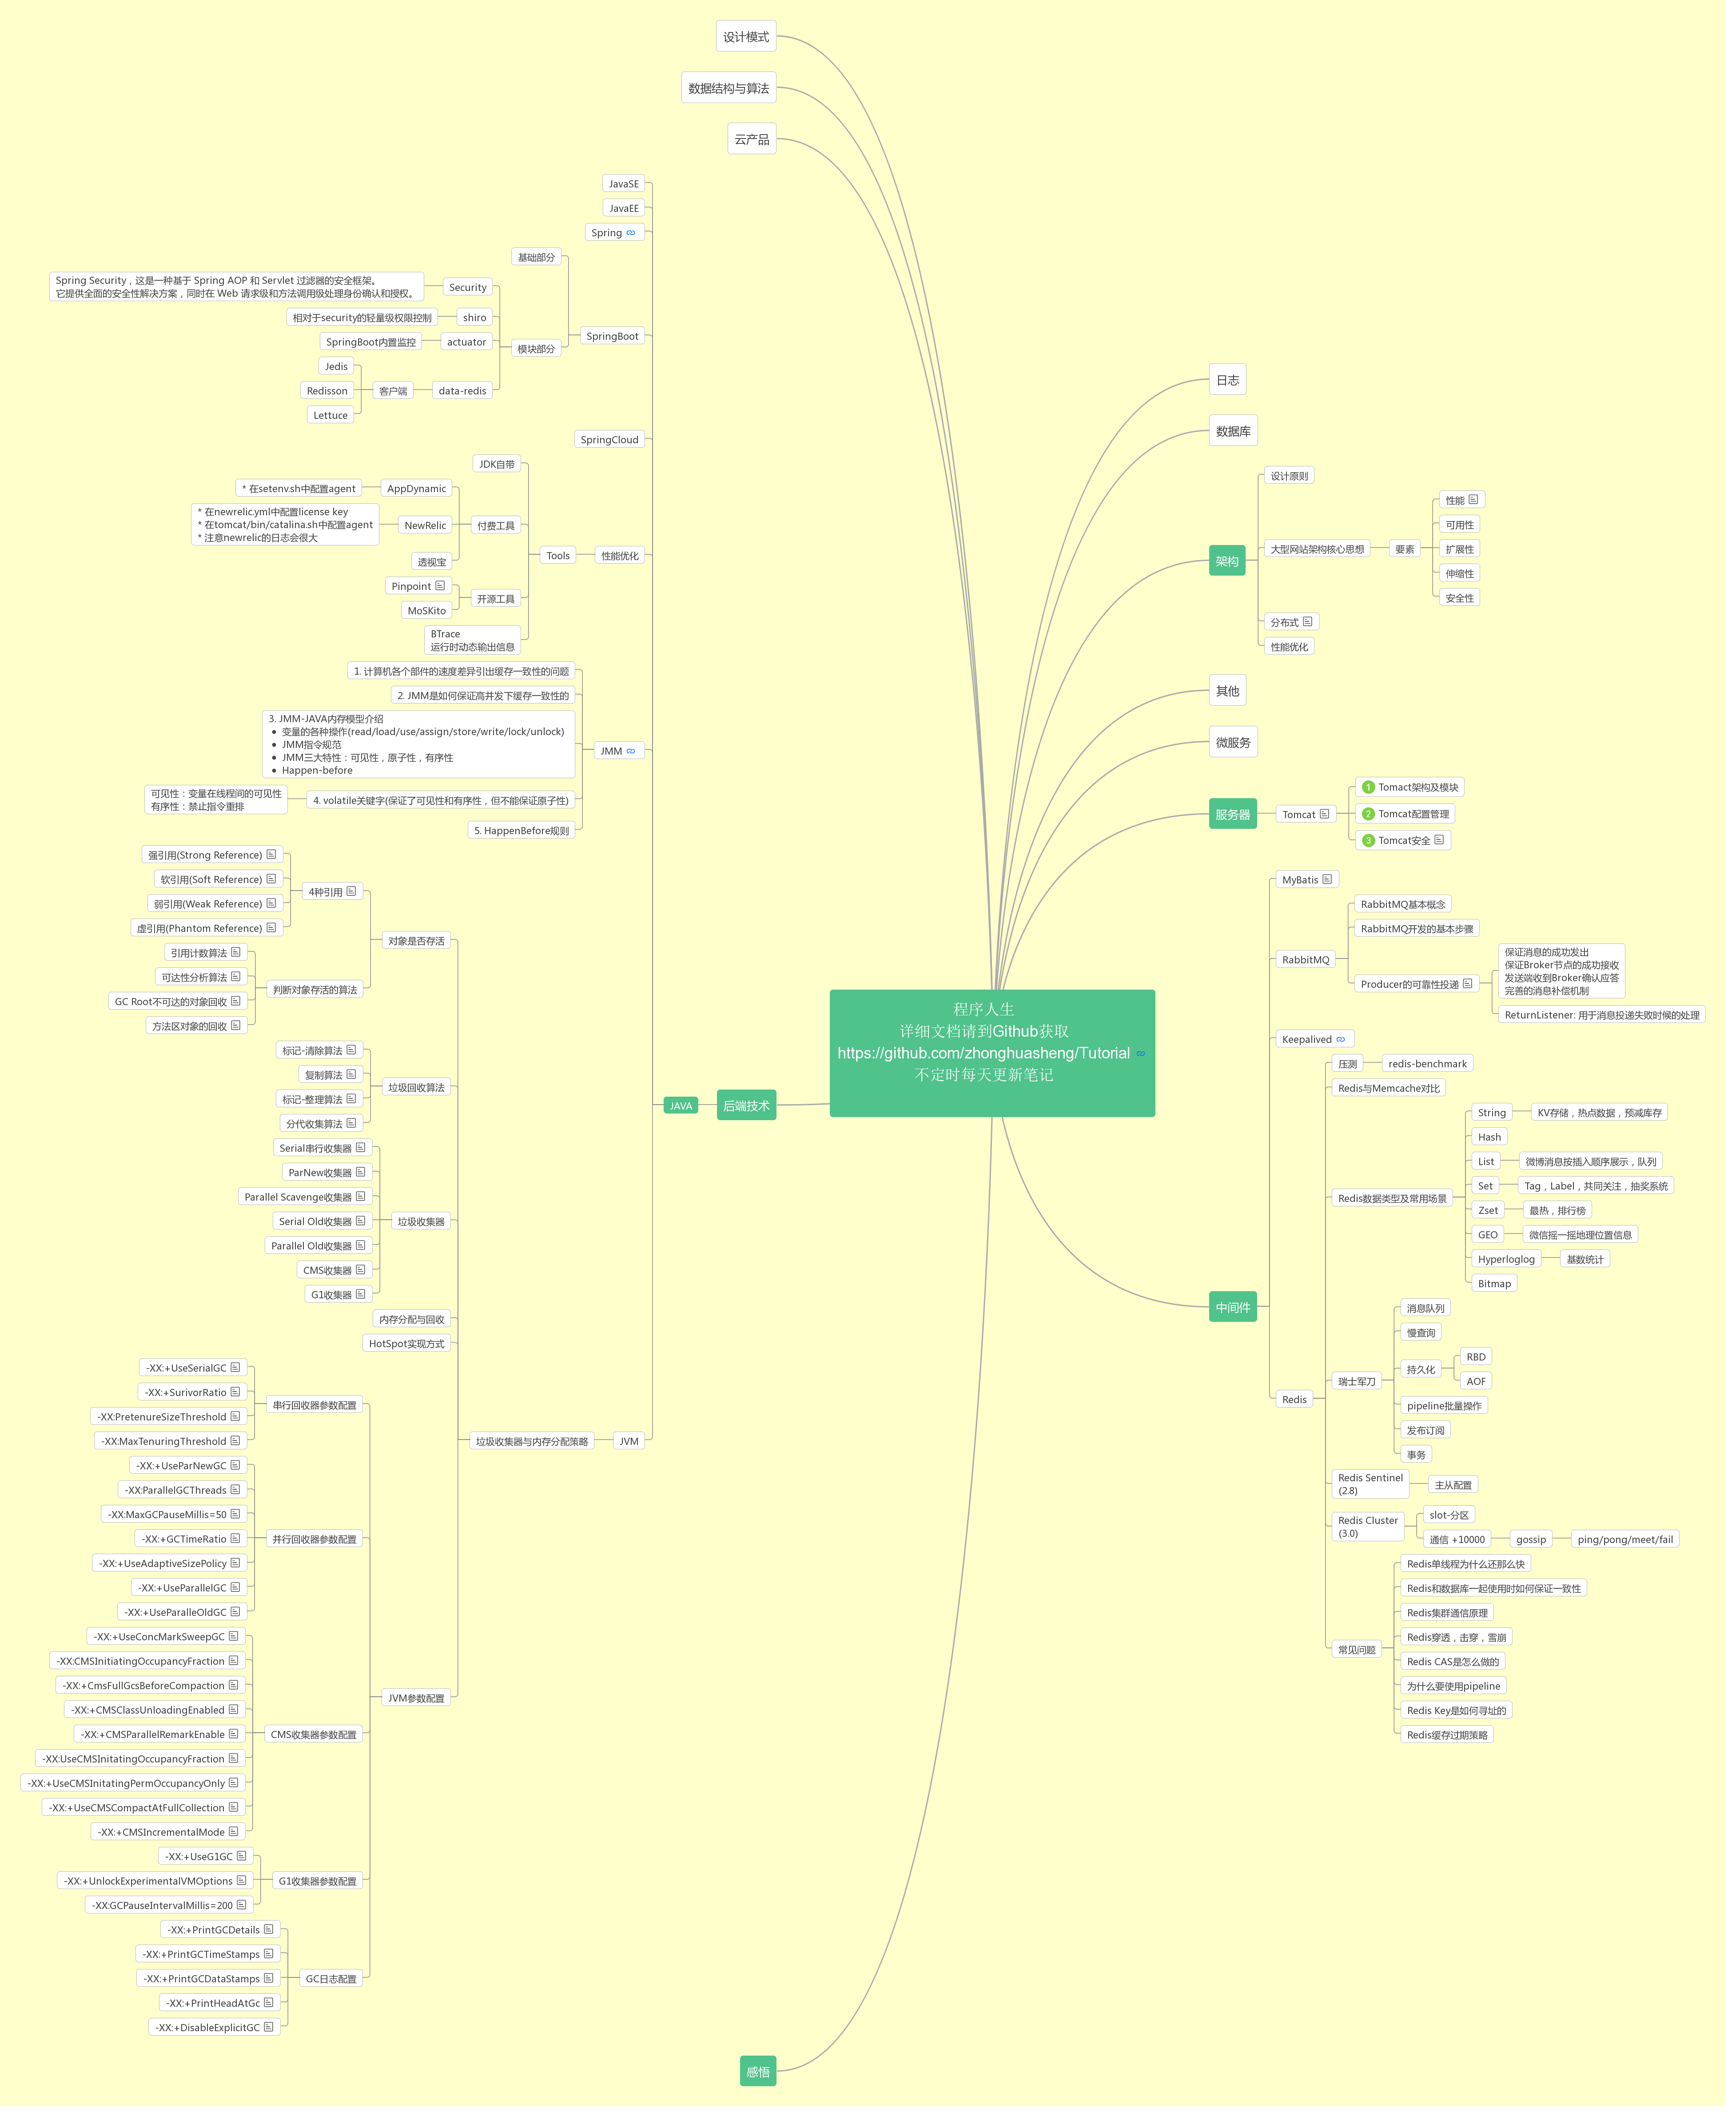 设计模式
数据结构与算法
云产品
JavaSE
JavaEE
Spring
基础部分
Spring Security，这是一种基于 Spring AOP 和 Servlet 过滤器的安全框架。
它提供全面的安全性解决方案，同时在 Web 请求级和方法调用级处理身份确认和授权。
Security
相对于security的轻量级权限控制
shiro
SpringBoot
SpringBoot内置监控
actuator
模块部分
Jedis
Redisson
客户端
data-redis
Lettuce
SpringCloud
JDK自带
* 在setenv.sh中配置agent
AppDynamic
* 在newrelic.yml中配置license key
* 在tomcat/bin/catalina.sh中配置agent
* 注意newrelic的日志会很大
NewRelic
付费工具
透视宝
Tools
性能优化
Pinpoint
开源工具
MoSKito
BTrace
运行时动态输出信息
1. 计算机各个部件的速度差异引出缓存一致性的问题
2. JMM是如何保证高并发下缓存一致性的
3. JMM-JAVA内存模型介绍
• 变量的各种操作(read/load/use/assign/store/write/lock/unlock)
• JMM指令规范
• JMM三大特性：可见性，原子性，有序性
• Happen-before
JMM
可见性：变量在线程间的可见性
有序性：禁止指令重排
4. volatile关键字(保证了可见性和有序性，但不能保证原子性)
5. HappenBefore规则
强引用(Strong Reference)
软引用(Soft Reference)
4种引用
弱引用(Weak Reference)
虚引用(Phantom Reference)
对象是否存活
引用计数算法
可达性分析算法
判断对象存活的算法
GC Root不可达的对象回收
方法区对象的回收
标记-清除算法
复制算法
垃圾回收算法
标记-整理算法
分代收集算法
Serial串行收集器
ParNew收集器
Parallel Scavenge收集器
Serial Old收集器
垃圾收集器
Parallel Old收集器
CMS收集器
G1收集器
内存分配与回收
HotSpot实现方式
-XX:+UseSerialGC
-XX:+SurivorRatio
串行回收器参数配置
-XX:PretenureSizeThreshold
-XX:MaxTenuringThreshold
垃圾收集器与内存分配策略
JVM
-XX:+UseParNewGC
-XX:ParallelGCThreads
-XX:MaxGCPauseMillis=50
-XX:+GCTimeRatio
并行回收器参数配置
-XX:+UseAdaptiveSizePolicy
-XX:+UseParallelGC
-XX:+UseParalleOldGC
-XX:+UseConcMarkSweepGC
-XX:CMSInitiatingOccupancyFraction
-XX:+CmsFullGcsBeforeCompaction
JVM参数配置
-XX:+CMSClassUnloadingEnabled
-XX:+CMSParallelRemarkEnable
CMS收集器参数配置
-XX:UseCMSInitatingOccupancyFraction
-XX:+UseCMSInitatingPermOccupancyOnly
-XX:+UseCMSCompactAtFullCollection
-XX:+CMSIncrementalMode
-XX:+UseG1GC
-XX:+UnlockExperimentalVMOptions
G1收集器参数配置
-XX:GCPauseIntervalMillis=200
-XX:+PrintGCDetails
-XX:+PrintGCTimeStamps
-XX:+PrintGCDataStamps
GC日志配置
-XX:+PrintHeadAtGc
-XX:+DisableExplicitGC
JAVA
后端技术
感悟
程序人生
详细文档请到Github获取
https://github.com/zhonghuasheng/Tutorial
不定时每天更新笔记
日志
数据库
架构
设计原则
大型网站架构核心思想
要素
性能
可用性
扩展性
伸缩性
安全性
分布式
性能优化
其他
微服务
服务器
Tomcat
1 Tomact架构及模块
2 Tomcat配置管理
3 Tomcat安全
中间件
MyBatis
RabbitMQ
RabbitMQ基本概念
RabbitMQ开发的基本步骤
Producer的可靠性投递
保证消息的成功发出
保证Broker节点的成功接收
发送端收到Broker确认应答
完善的消息补偿机制
ReturnListener: 用于消息投递失败时候的处理
Keepalived
Redis
压测
redis-benchmark
Redis与Memcache对比
Redis数据类型及常用场景
String
KV存储，热点数据，预减库存
Hash
List
微博消息按插入顺序展示，队列
Set
Tag，Label，共同关注，抽奖系统
Zset
最热，排行榜
GEO
微信摇一摇地理位置信息
Hyperloglog
基数统计
Bitmap
瑞士军刀
消息队列
慢查询
持久化
RBD
AOF
pipeline批量操作
发布订阅
事务
Redis Sentinel
(2.8)
主从配置
Redis Cluster
(3.0)
slot-分区
通信 +10000
gossip
ping/pong/meet/fail
常见问题
Redis单线程为什么还那么快
Redis和数据库一起使用时如何保证一致性
Redis集群通信原理
Redis穿透，击穿，雪崩
Redis CAS是怎么做的
为什么要使用pipeline
Redis Key是如何寻址的
Redis缓存过期策略